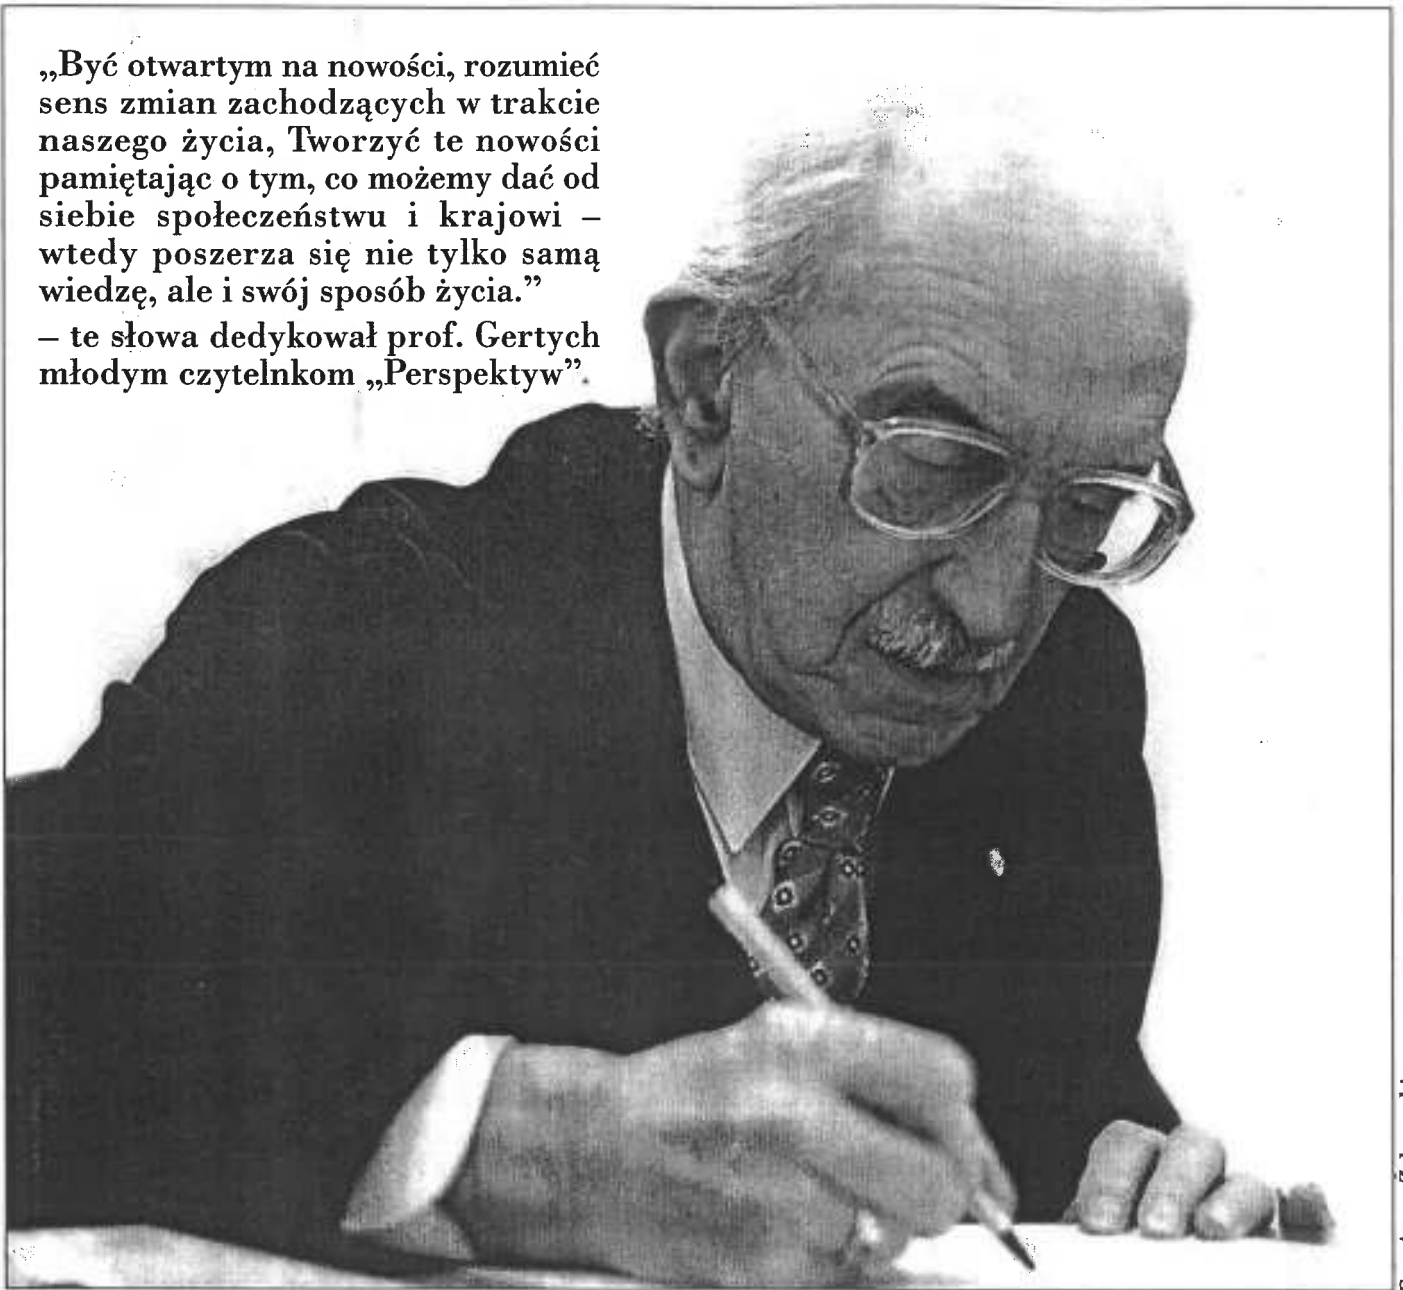 „Być otwartym na nowości, rozumieć
sens zmian zachodzących w trakcie
naszego życia, Tworzyć te nowości
pamiętając o tym, co możemy dać od
siebie społeczeństwu i krajowi –
wtedy poszerza się nie tylko samą
wiedzę, ale i swój sposób życia.”
– te słowa dedykował prof. Gertych
młodym czytelnkom „Perspektyw”.